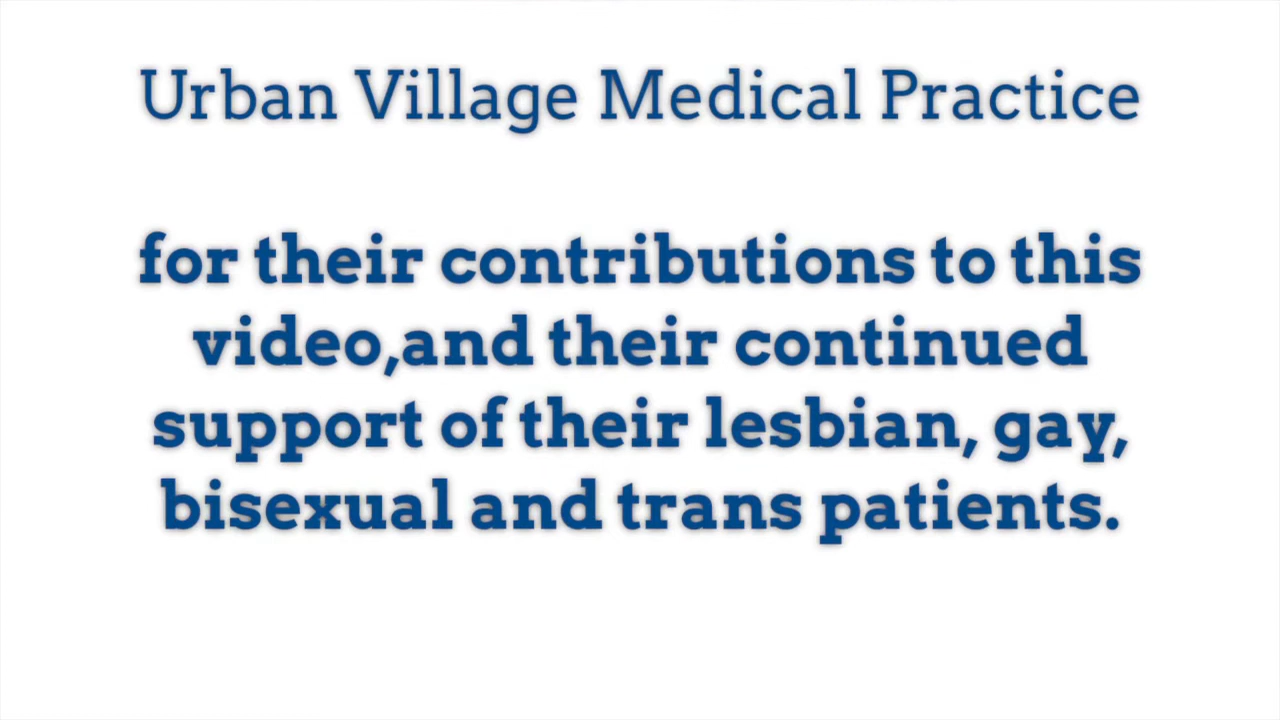 Urban Village Medical Practice
for their contributions to this
video,and their continued
support of their lesbian, gay,
bisexual and trans patients.